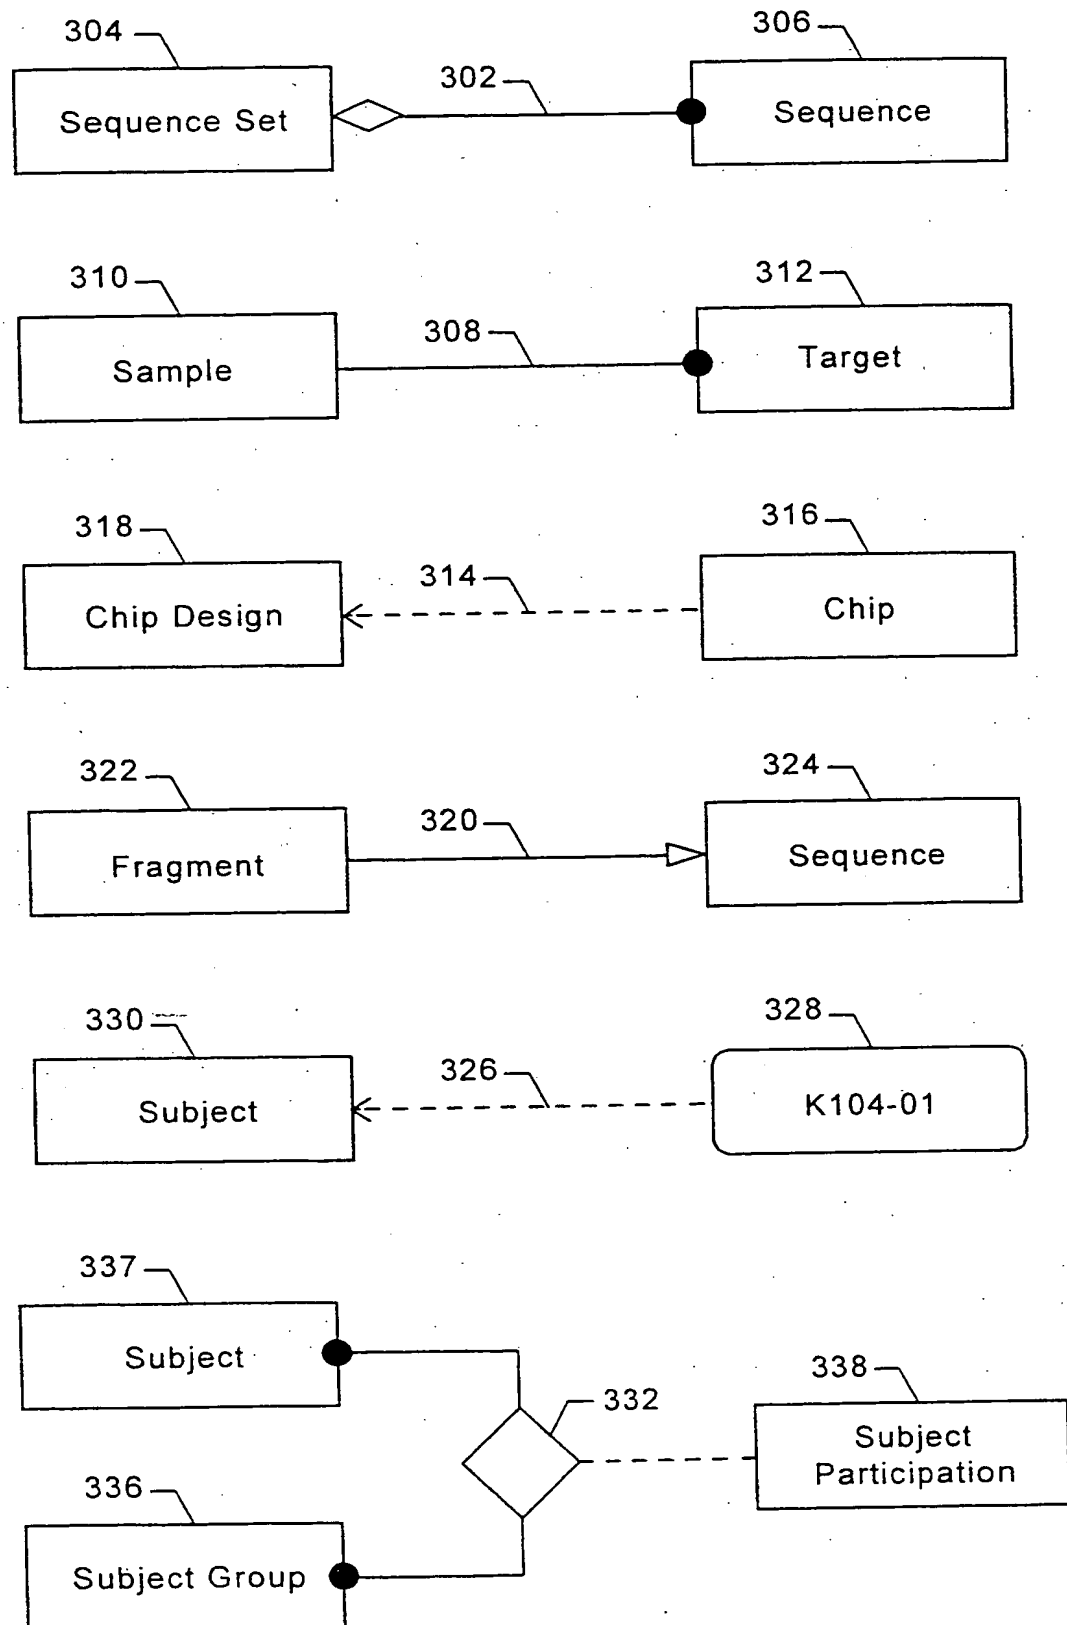 304
306
302
Sequence Set
Sequence
310
312
308
Sample
Target
318
316
314
Chip Design
Chip
322
324
320
Fragment
Sequence
330
328
326
Subject
K104-01
337
Subject
338
332
Subject
Participation
336
Subject Group